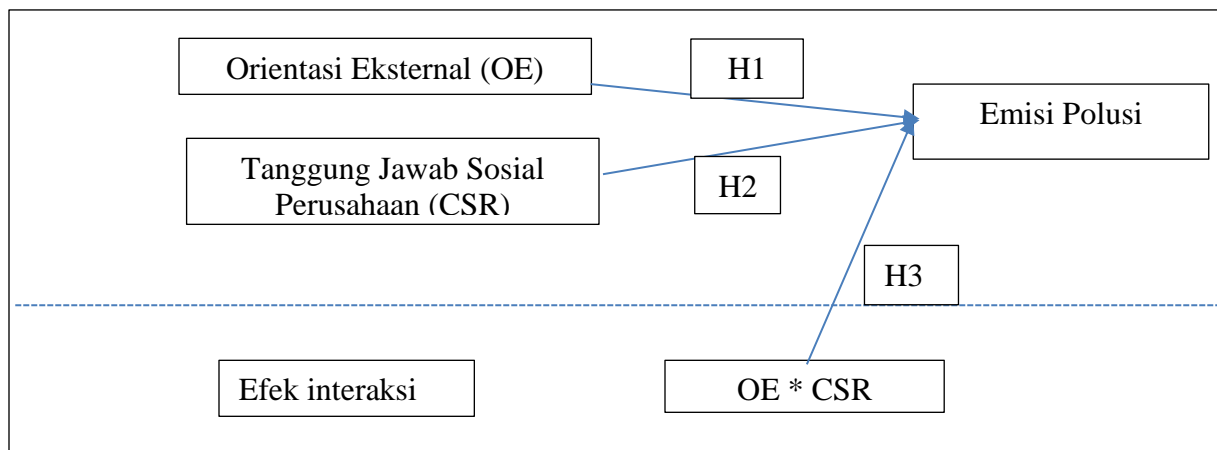 Orientasi Eksternal (OE)
H1
Emisi Polusi
Tanggung Jawab Sosial
Perusahaan (CSR)
H2
H3
Efek interaksi
OE * CSR